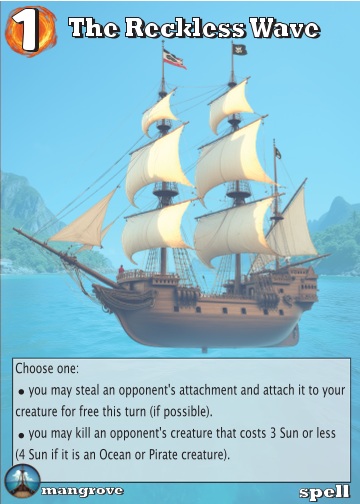 1 The Reckless Wave
Choose one:
• you may steal an opponent's attachment and attach it to your
creature for free this turn (if possible).
• you may kill an opponent's creature that costs 3 Sun or less
(4 Sun if it is an Ocean or Pirate creature).
mangrove spell